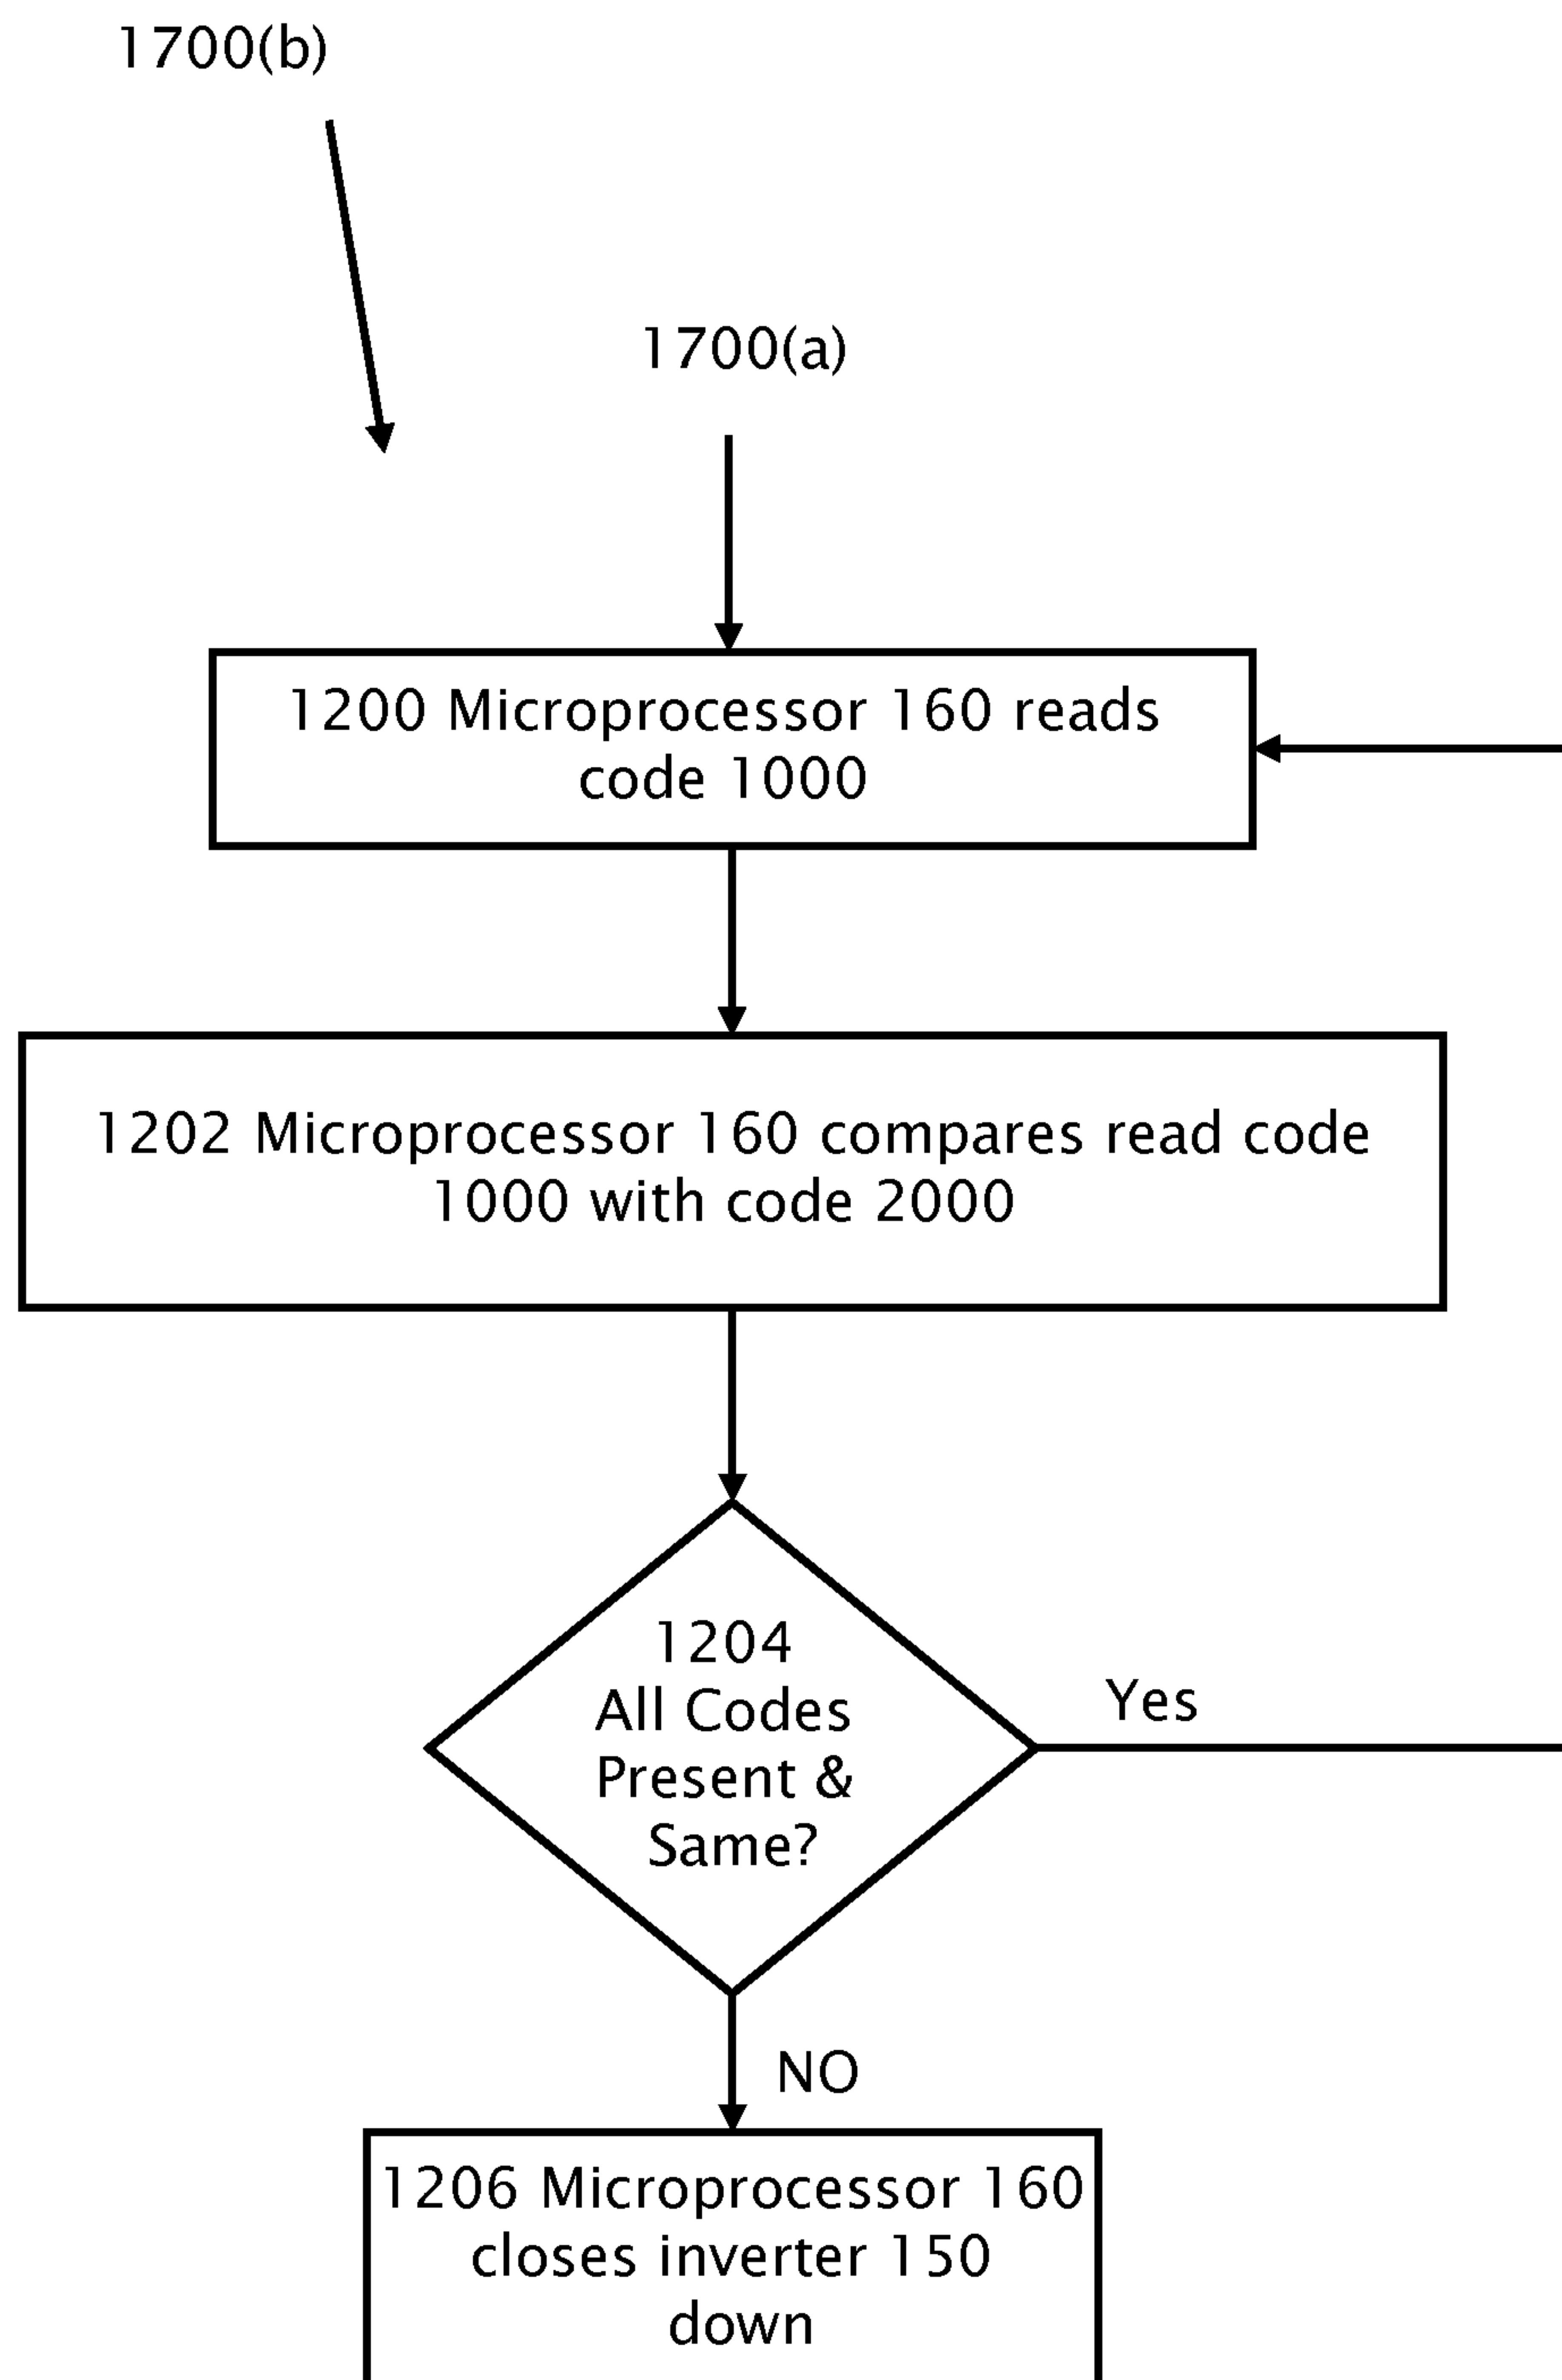 1700(b)
1700(a)
1200 Microprocessor 160 reads
code 1000
1202 Microprocessor 160 compares read code
1000 with code 2000
1204
All Codes
Present &
Same?
Yes
NO
1206 Microprocessor 160
closes inverter 150
down